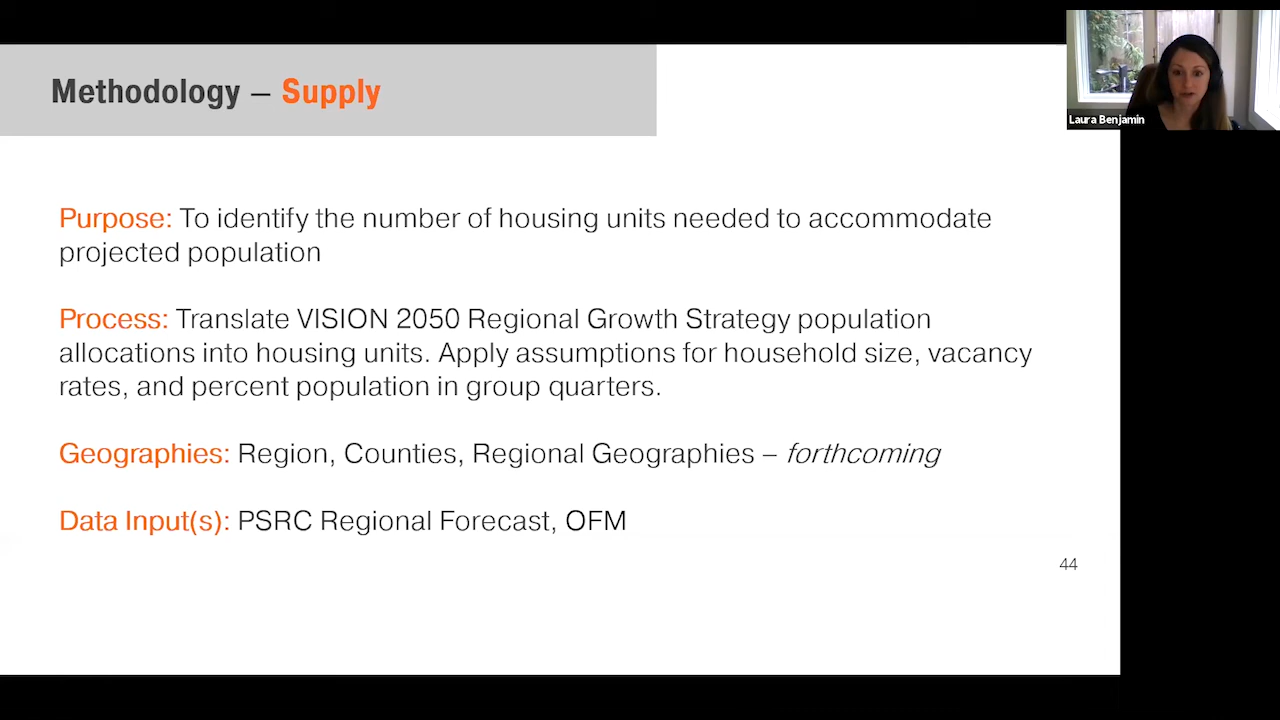 Methodology – Supply
Laura Benjamin
Purpose: To identify the number of housing units needed to accommodate
projected population
Process: Translate VISION 2050 Regional Growth Strategy population
allocations into housing units. Apply assumptions for household size, vacancy
rates, and percent population in group quarters.
Geographies: Region, Counties, Regional Geographies – forthcoming
Data Input(s): PSRC Regional Forecast, OFM
44